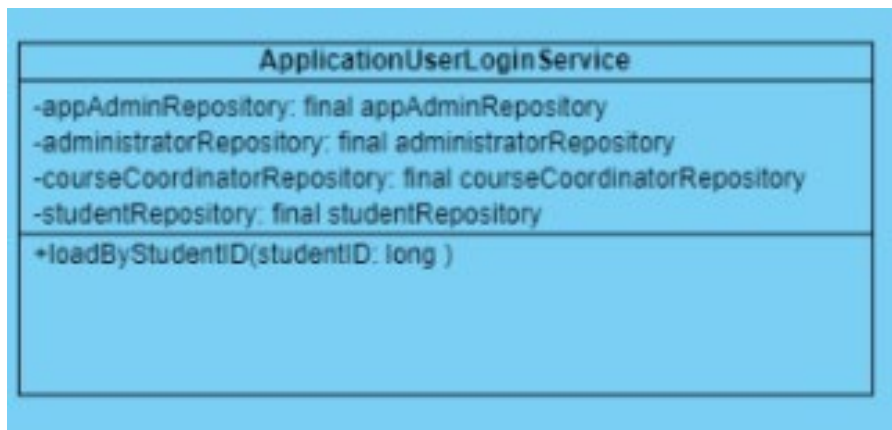 ApplicationUserLoginService
-appAdminRepository: final appAdminRepository
-administratorRepository: final administratorRepository
-courseCoordinatorRepository: final courseCoordinatorRepository
-studentRepository: final studentRepository
+loadByStudentID(studentID: long )